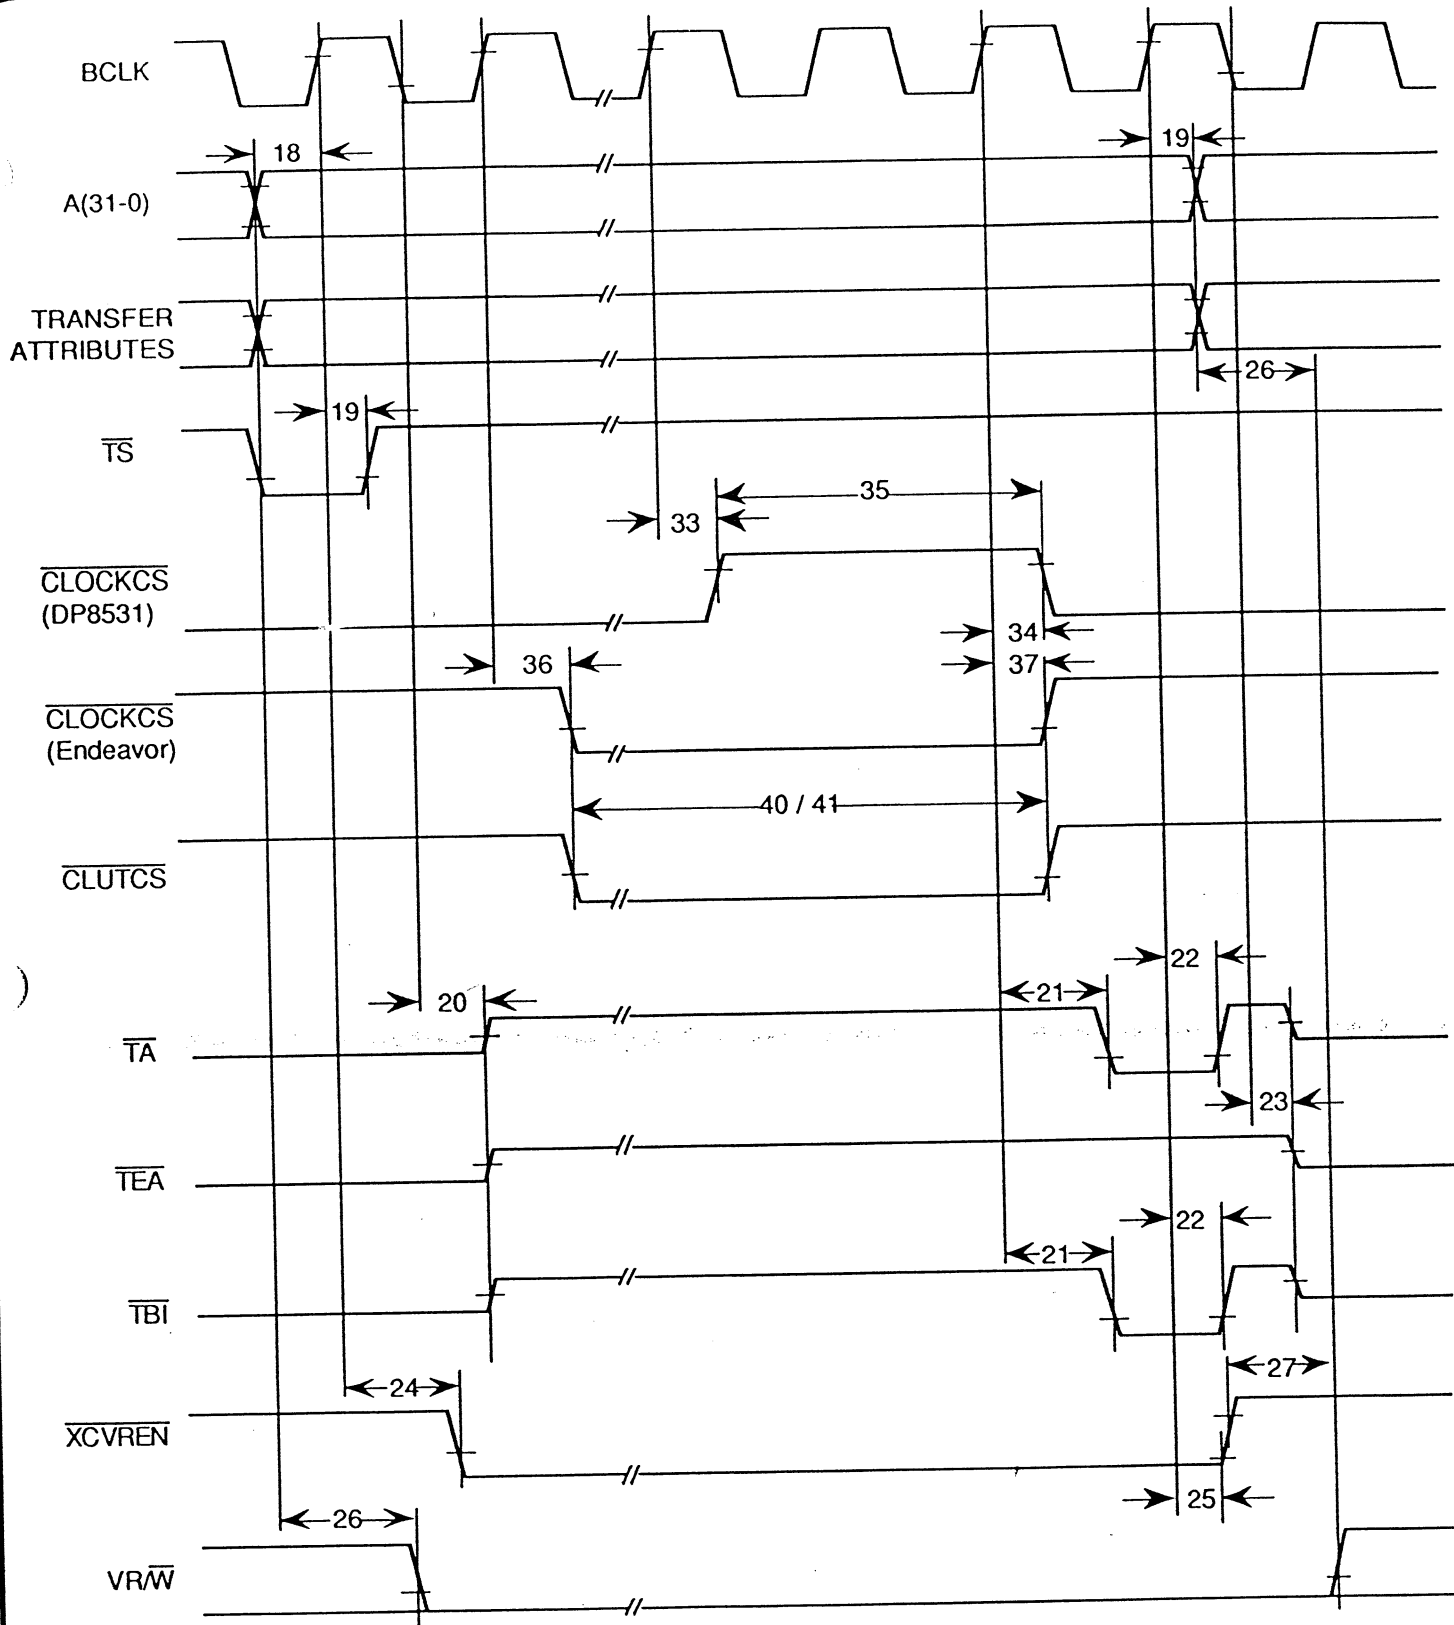 BCLK
18
19
A(31-0)
TRANSFER
ATTRIBUTES
26
19
TS
35
33
CLOCKCS
(DP8531)
34
36
37
CLOCKCS
(Endeavor)
40 / 41
CLUTCS
22
20
21
TA
23
TEA
22
21
TBI
27
24
XCVREN
25
26
VR/W